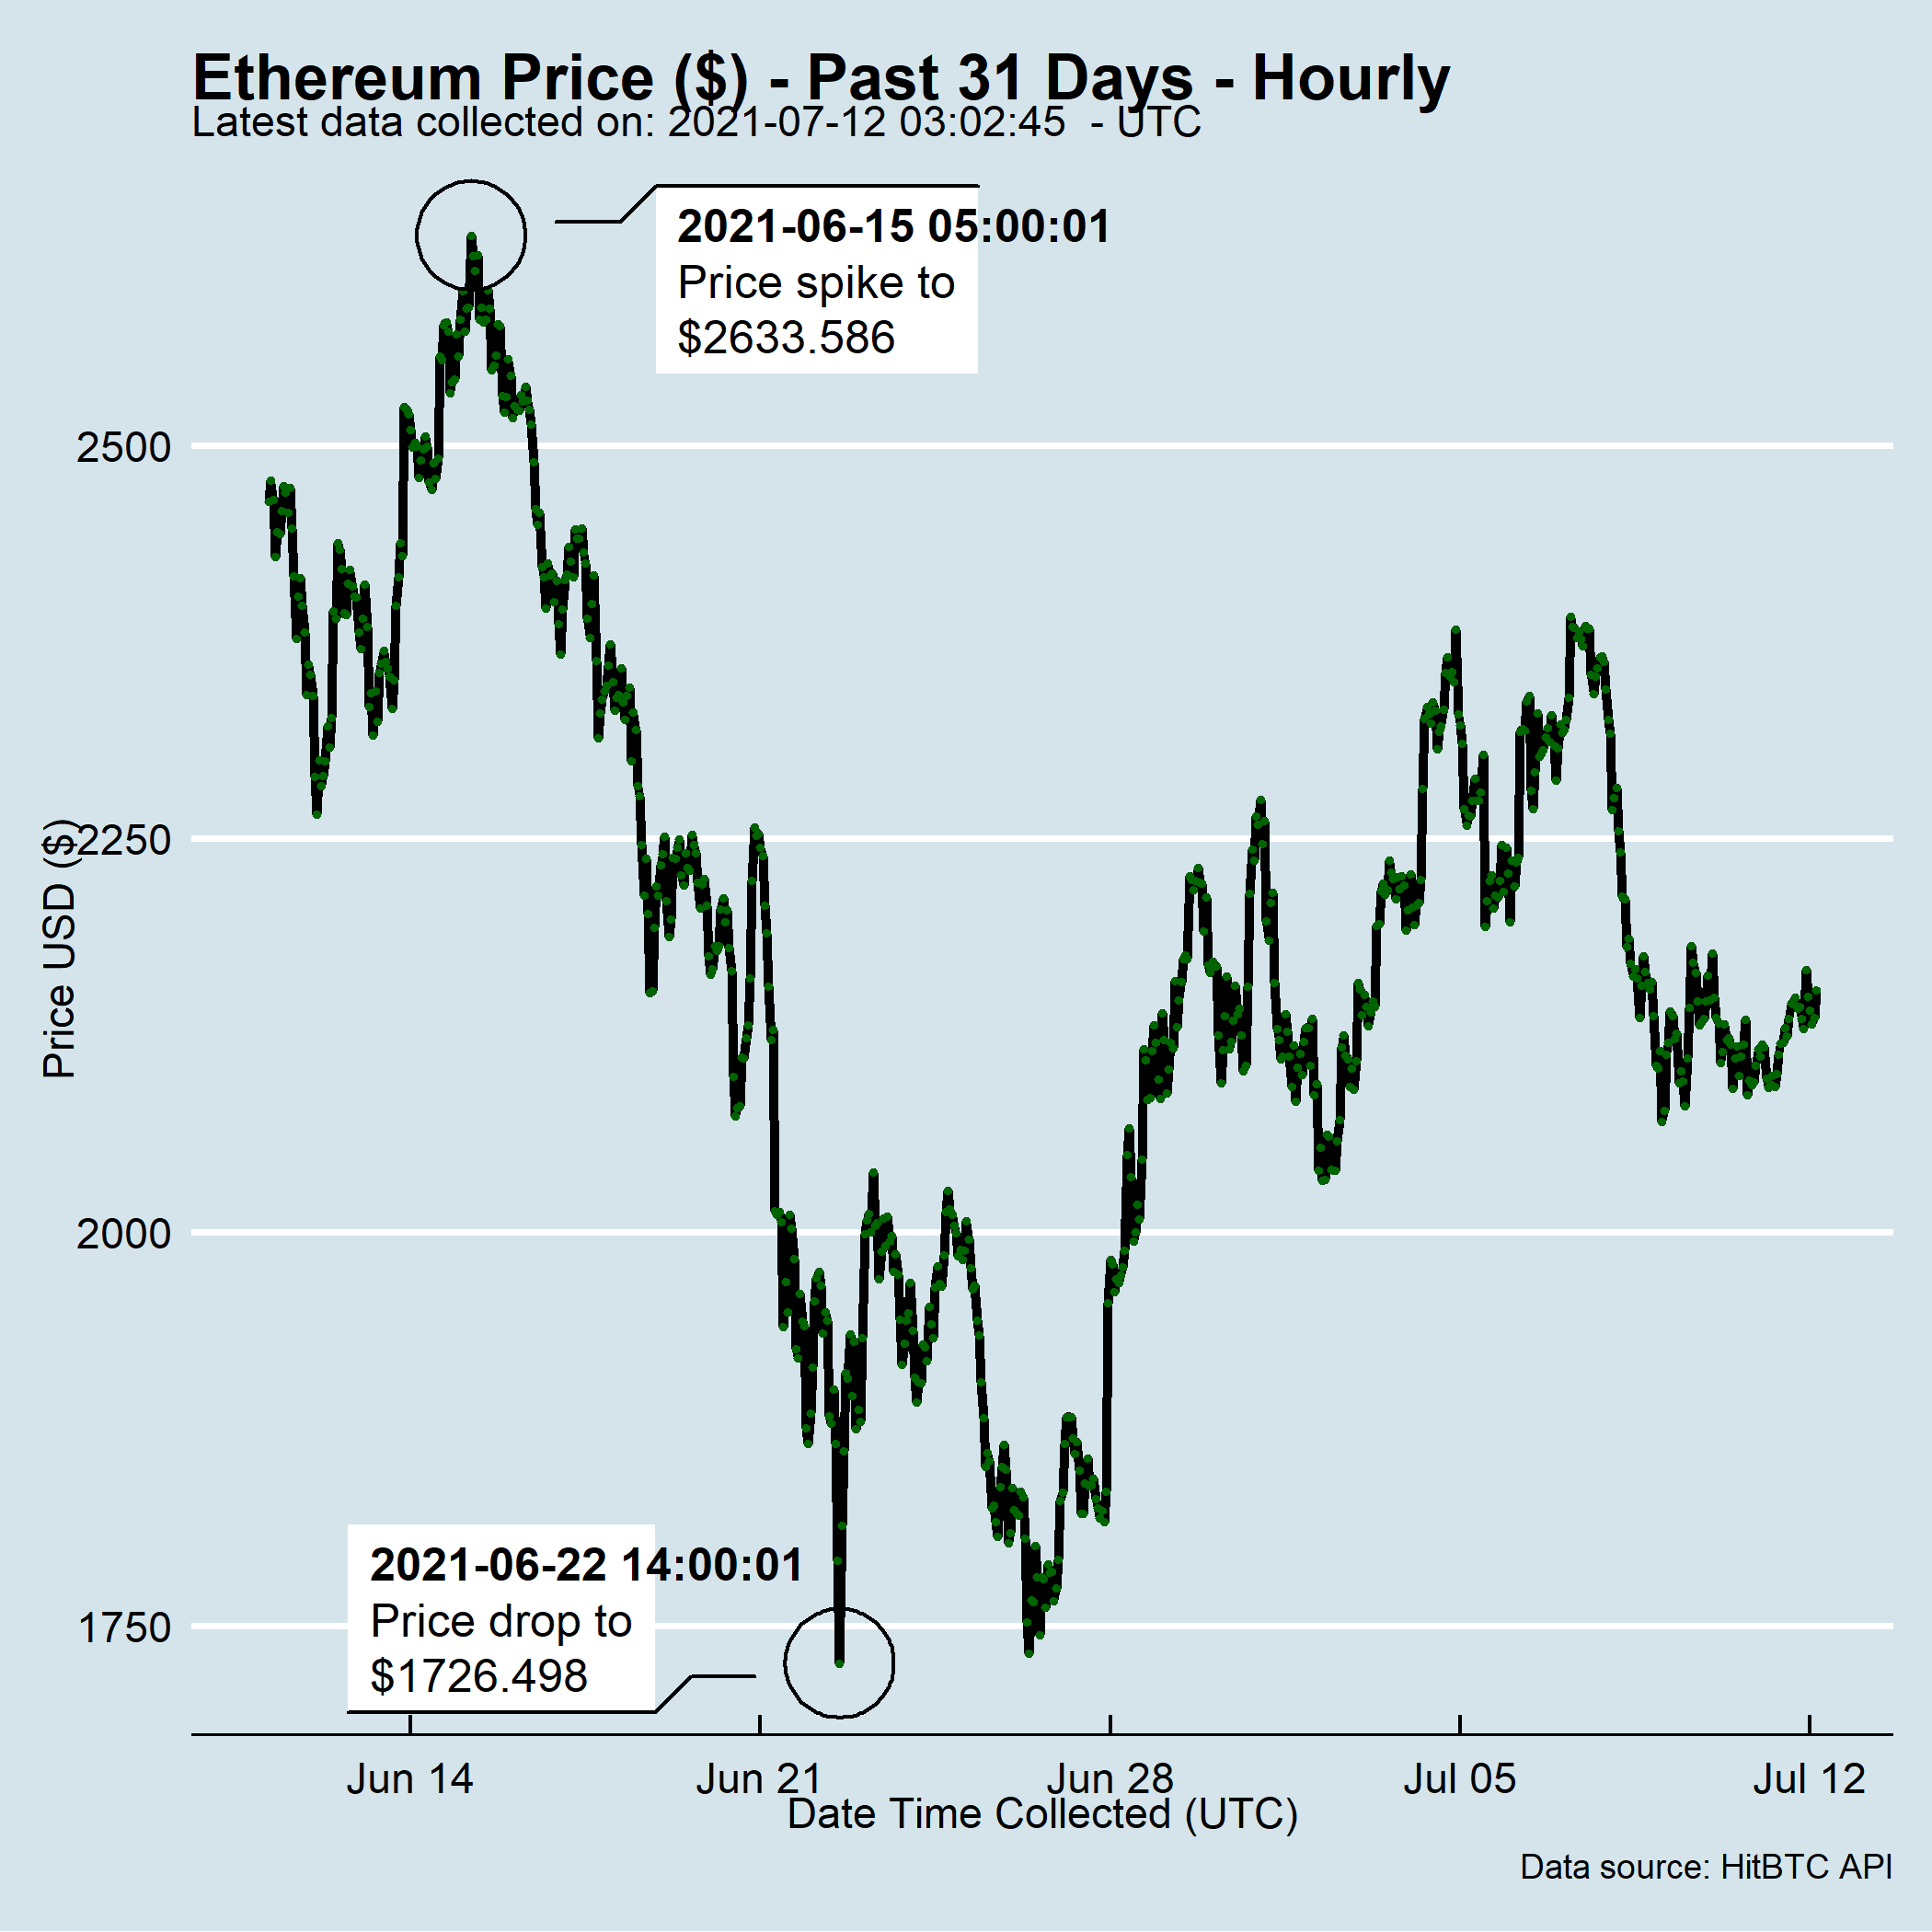 Ethereum Price ($) - Past 31 Days - Hourly
Latest data collected on: 2021-07-12 03:02:45  - UTC
2021-06-15 05:00:01
Price spike to
$2633.586
2500
2250
2000
1750
Price USD ($)
2021-06-22 14:00:01
Price drop to
$1726.498
Jun 14
Jun 21
Jun 28
Jul 05
Jul 12
Date Time Collected (UTC)
Data source: HitBTC API